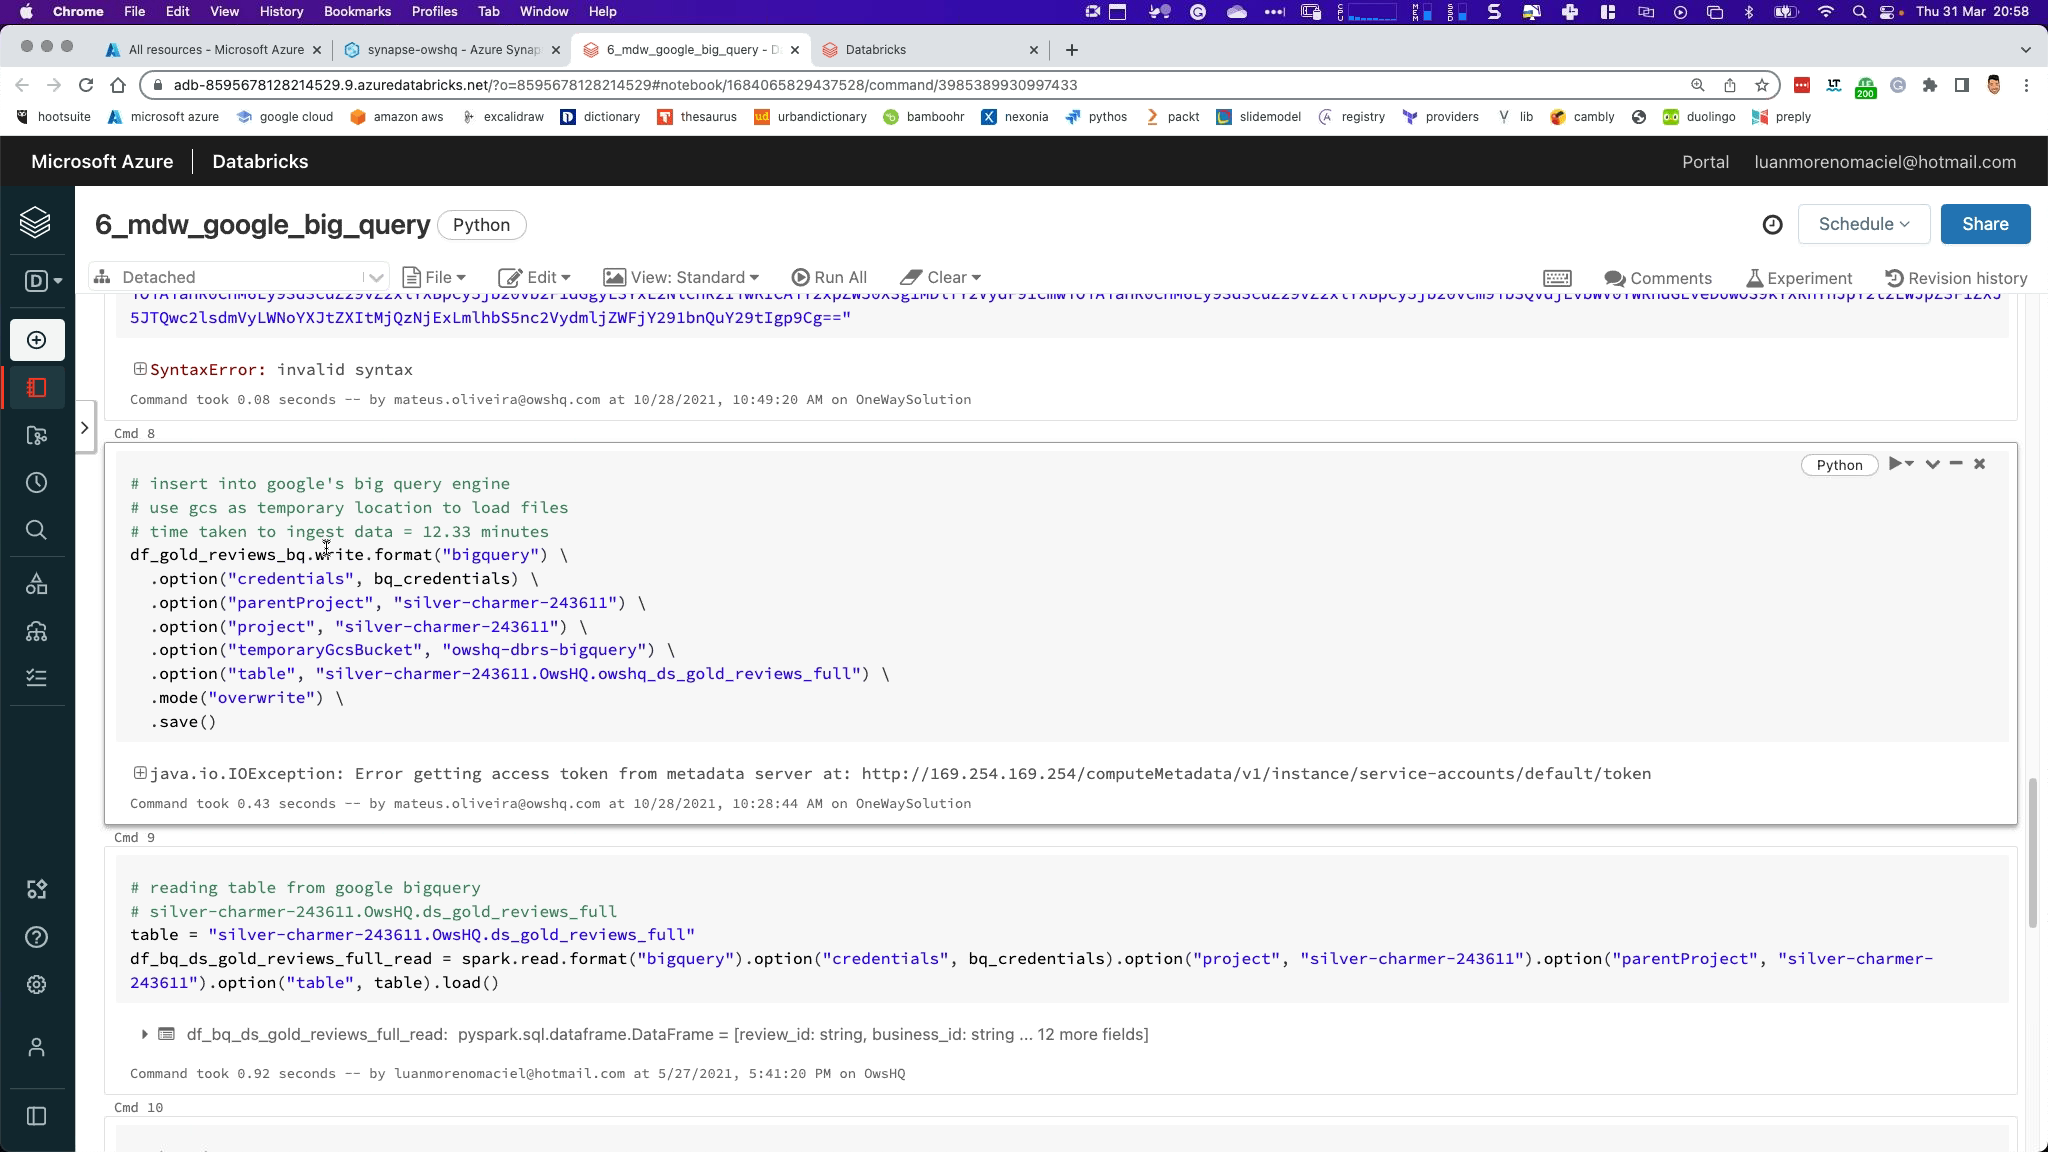 Chrome File Edit View History Bookmarks Profiles Tab Window Help Thu 31 Mar 20:58
All resources - Microsoft Azure synapse-owshq - Azure Synap 6_mdw_google_big_query - D Databricks
adb-8595678128214529.9.azuredatabricks.net/?o=8595678128214529#notebook/1684065829437528/command/3985389930997433
200
hootsuite microsoft azure google cloud amazon aws excalidraw dictionary thesaurus urbandictionary bamboohr nexonia pythos packt slidemodel registry providers lib cambly duolingo preply
Microsoft Azure Databricks Portal luanmorenomaciel@hotmail.com
6_mdw_google_big_query Python Schedule Share
Detached File Edit View: Standard Run All Clear Comments Experiment Revision history
5JTQwc2lsdmVyLWNoYXJtZXItMjQzNjExLmlhbS5nc2VydmljZWFjY291bnQuY29tIgp9Cg=="
SyntaxError: invalid syntax
Command took 0.08 seconds -- by mateus.oliveira@owshq.com at 10/28/2021, 10:49:20 AM on OneWaySolution
Cmd 8
Python
# insert into google's big query engine
# use gcs as temporary location to load files
# time taken to ingest data = 12.33 minutes
df_gold_reviews_bq.write.format("bigquery") \
.option("credentials", bq_credentials) \
.option("parentProject", "silver-charmer-243611") \
.option("project", "silver-charmer-243611") \
.option("temporaryGcsBucket", "owshq-dbrs-bigquery") \
.option("table", "silver-charmer-243611.OwsHQ.owshq_ds_gold_reviews_full") \
.mode("overwrite") \
.save()
java.io.IOException: Error getting access token from metadata server at: http://169.254.169.254/computeMetadata/v1/instance/service-accounts/default/token
Command took 0.43 seconds -- by mateus.oliveira@owshq.com at 10/28/2021, 10:28:44 AM on OneWaySolution
Cmd 9
# reading table from google bigquery
# silver-charmer-243611.OwsHQ.ds_gold_reviews_full
table = "silver-charmer-243611.OwsHQ.ds_gold_reviews_full"
df_bq_ds_gold_reviews_full_read = spark.read.format("bigquery").option("credentials", bq_credentials).option("project", "silver-charmer-243611").option("parentProject", "silver-charmer-
243611").option("table", table).load()
df_bq_ds_gold_reviews_full_read: pyspark.sql.dataframe.DataFrame = [review_id: string, business_id: string ... 12 more fields]
Command took 0.92 seconds -- by luanmorenomaciel@hotmail.com at 5/27/2021, 5:41:20 PM on OwsHQ
Cmd 10